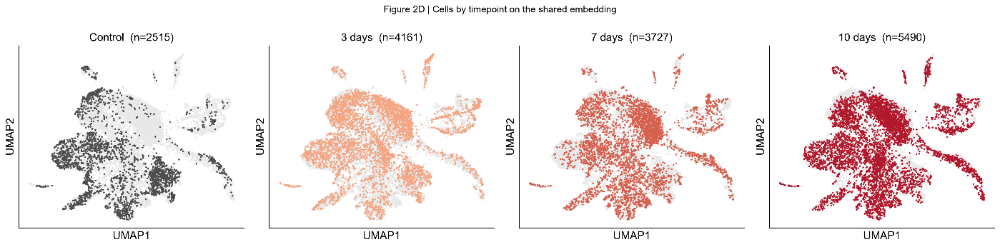 Figure 2D | Cells by timepoint on the shared embedding
Control (n=2515)
3 days (n=4161)
7 days (n=3727)
10 days (n=5490)
UMAP2
UMAP2
UMAP2
UMAP2
UMAP1
UMAP1
UMAP1
UMAP1